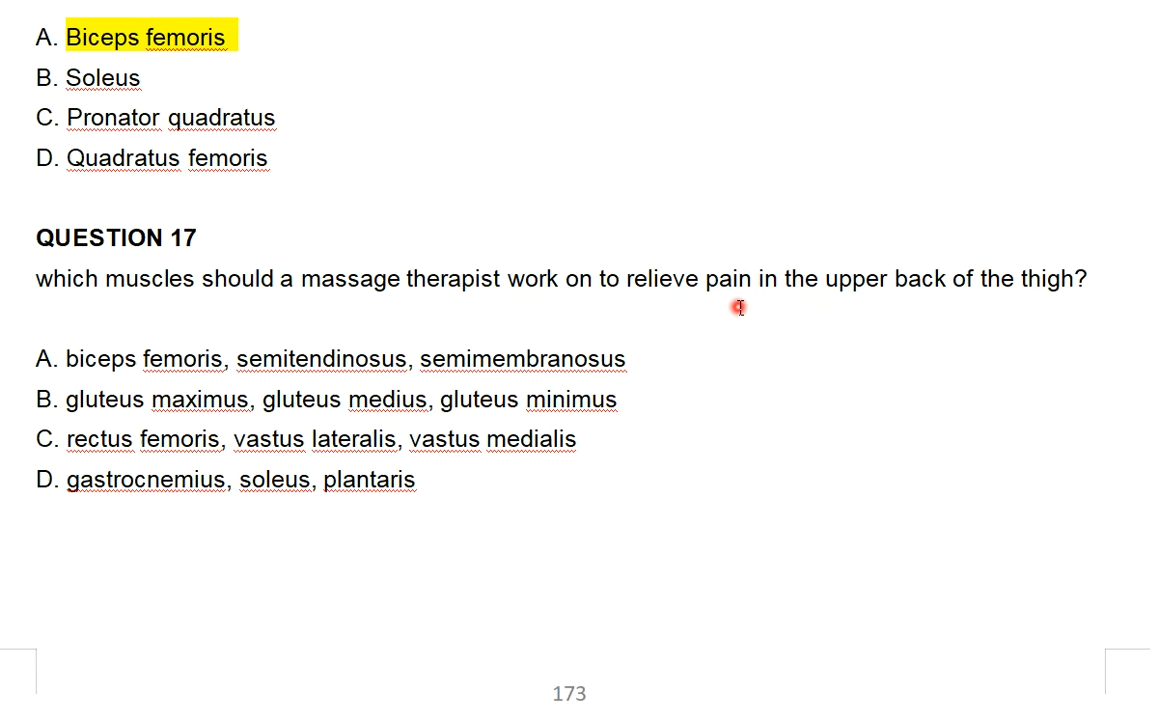 A. Biceps femoris
B. Soleus
C. Pronator quadratus
D. Quadratus femoris
QUESTION 17
which muscles should a massage therapist work on to relieve pain in the upper back of the thigh?
A. biceps femoris, semitendinosus, semimembranosus
B. gluteus maximus, gluteus medius, gluteus minimus
C. rectus femoris, vastus lateralis, vastus medialis
D. gastrocnemius, soleus, plantaris
173